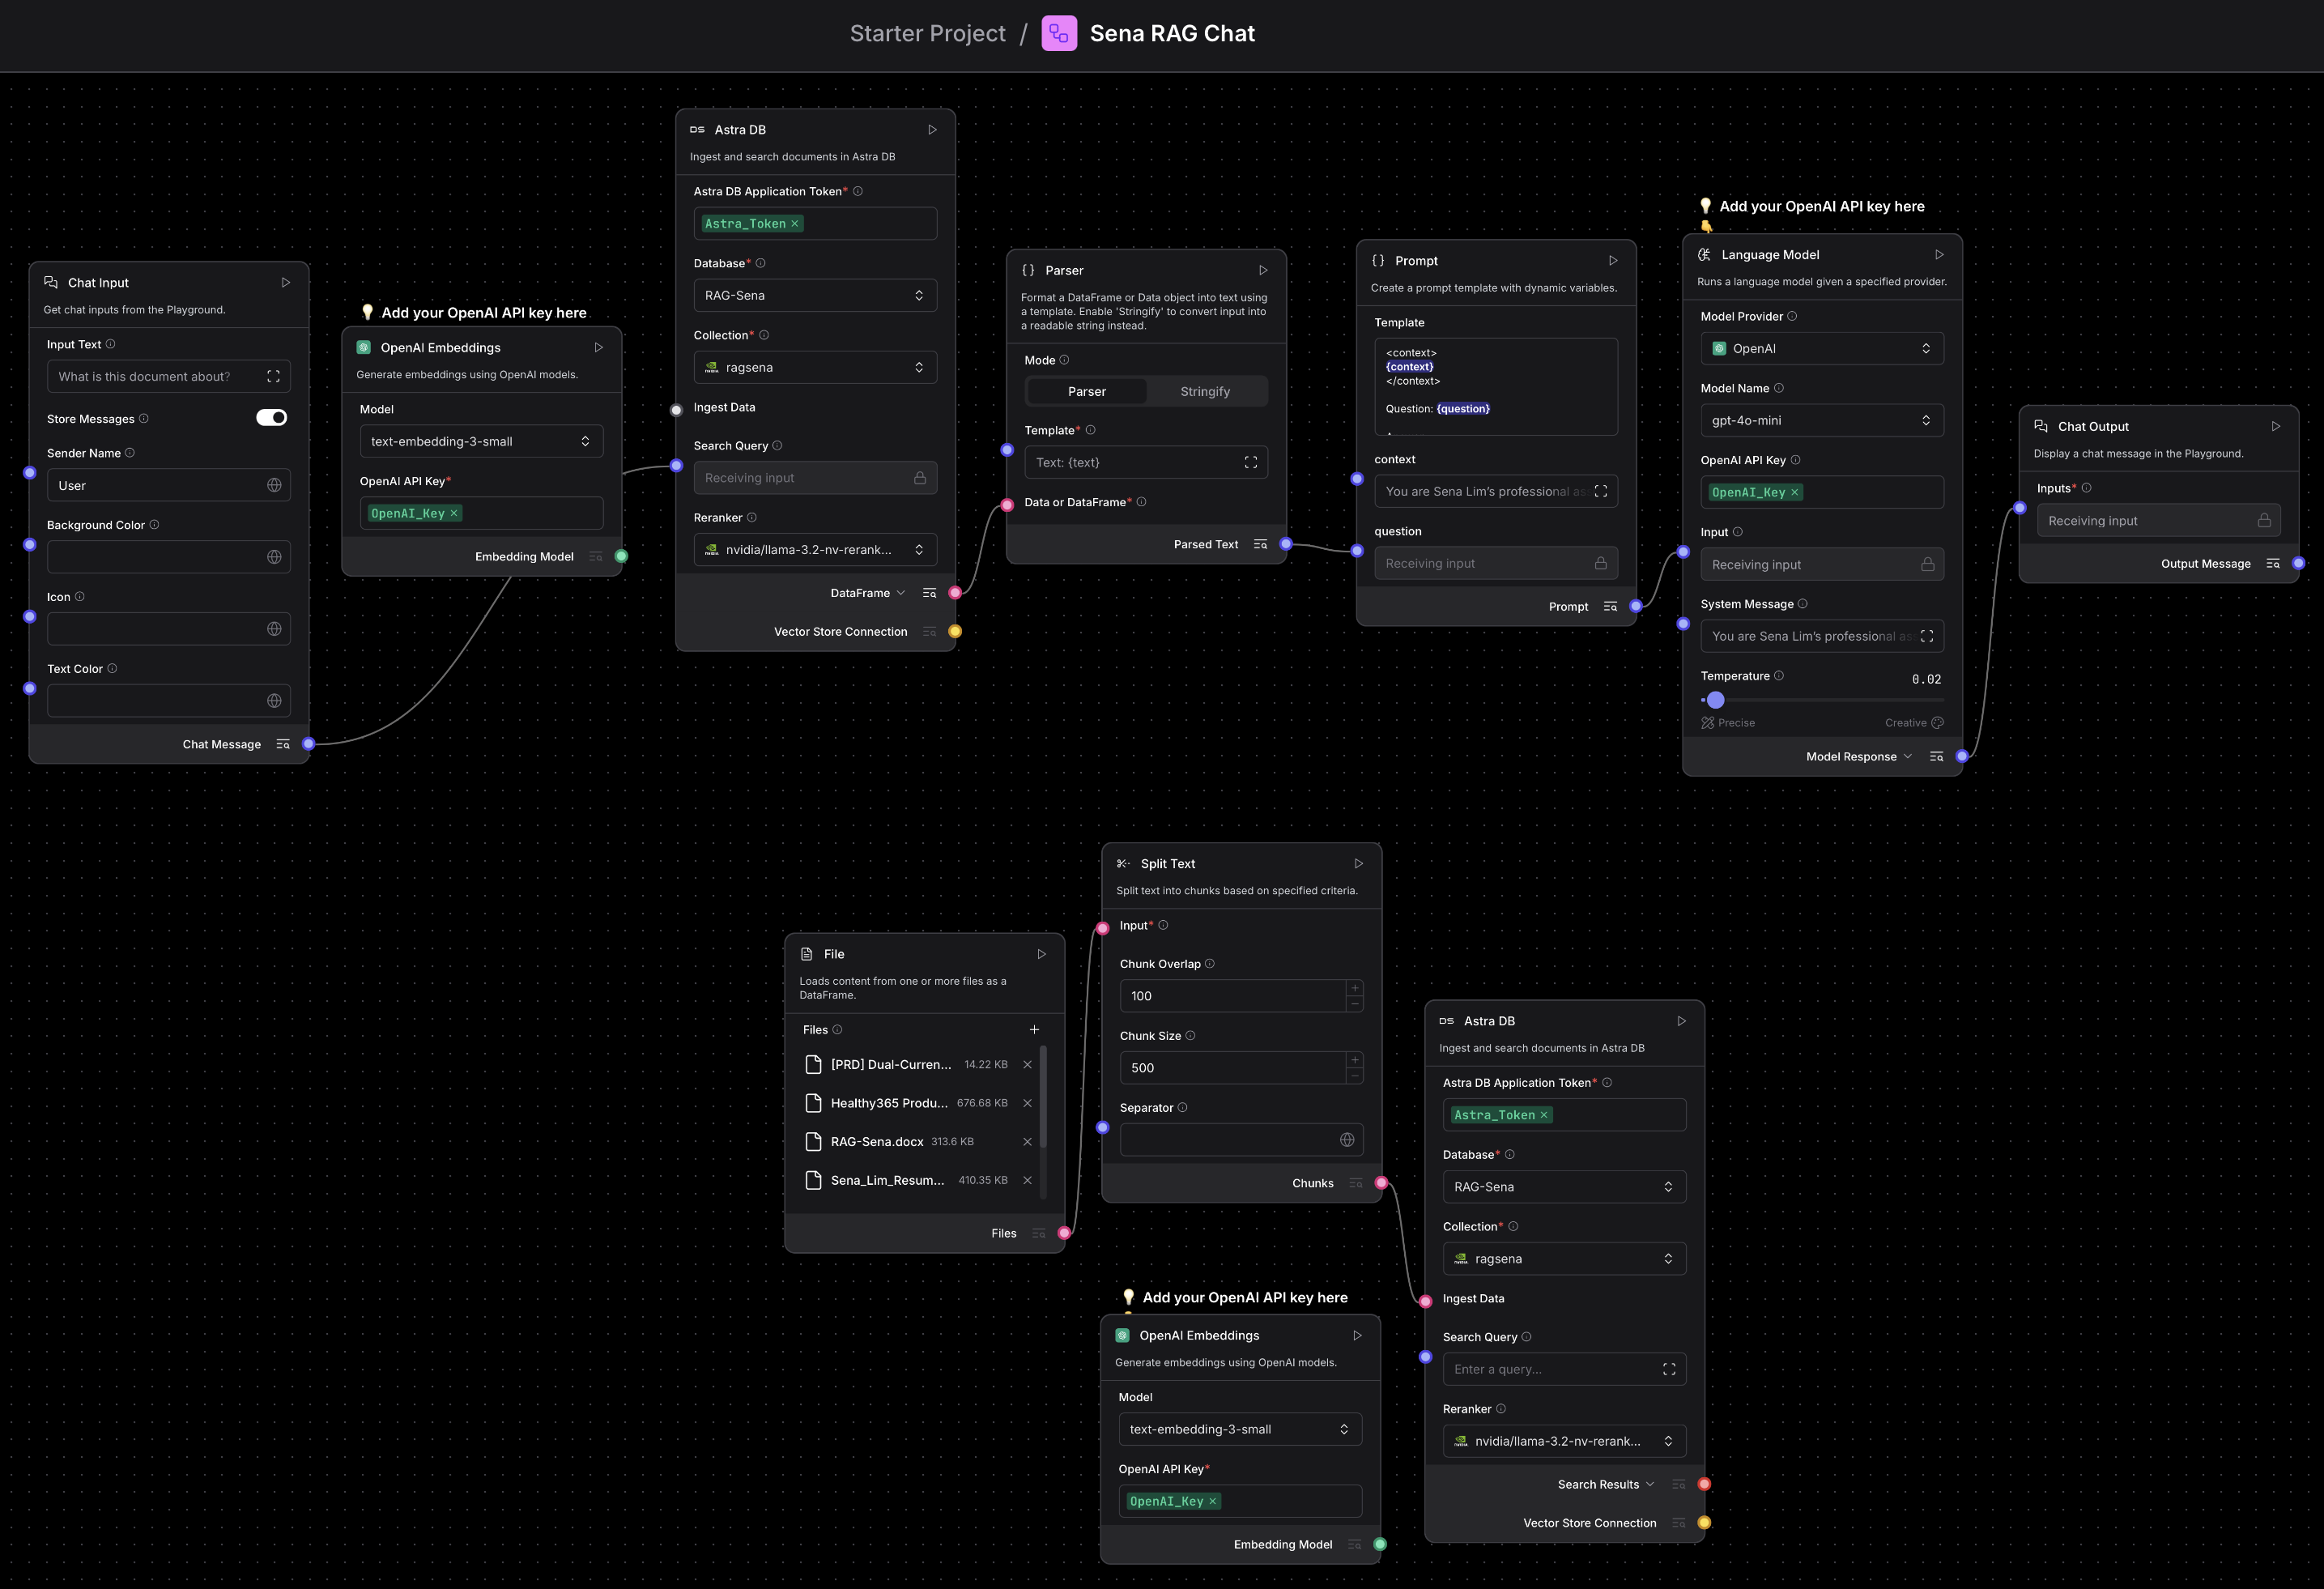 Starter Project / Sena RAG Chat
Chat Input
Get chat inputs from the Playground.
Input Text
What is this document about?
Store Messages
Sender Name
User
Background Color
Icon
Text Color
Chat Message
Add your OpenAI API key here
OpenAI Embeddings
Generate embeddings using OpenAI models.
Model
text-embedding-3-small
OpenAI API Key*
OpenAI_Key ×
Embedding Model
DS Astra DB
Ingest and search documents in Astra DB
Astra DB Application Token*
Astra_Token ×
Database*
RAG-Sena
Collection*
ragsena
Ingest Data
Search Query
Receiving input
Reranker
nvidia/llama-3.2-nv-rerank...
DataFrame
Vector Store Connection
{} Parser
Format a DataFrame or Data object into text using
a template. Enable 'Stringify' to convert input into
a readable string instead.
Mode
Parser Stringify
Template*
Text: {text}
Data or DataFrame*
Parsed Text
{} Prompt
Create a prompt template with dynamic variables.
Template
<context>
{context}
</context>
Question: {question}
context
You are Sena Lim's professional as
question
Receiving input
Prompt
Add your OpenAI API key here
Language Model
Runs a language model given a specified provider.
Model Provider
OpenAI
Model Name
gpt-4o-mini
OpenAI API Key
OpenAI_Key ×
Input
Receiving input
System Message
You are Sena Lim's professional as
Temperature 0.02
Precise Creative
Model Response
Chat Output
Display a chat message in the Playground.
Inputs*
Receiving input
Output Message
File
Loads content from one or more files as a
DataFrame.
Files +
[PRD] Dual-Curren... 14.22 KB ×
Healthy365 Produ... 676.68 KB ×
RAG-Sena.docx 313.6 KB ×
Sena_Lim_Resum... 410.35 KB ×
Files
Split Text
Split text into chunks based on specified criteria.
Input*
Chunk Overlap
100
Chunk Size
500
Separator
Chunks
Add your OpenAI API key here
OpenAI Embeddings
Generate embeddings using OpenAI models.
Model
text-embedding-3-small
OpenAI API Key*
OpenAI_Key ×
Embedding Model
DS Astra DB
Ingest and search documents in Astra DB
Astra DB Application Token*
Astra_Token ×
Database*
RAG-Sena
Collection*
ragsena
Ingest Data
Search Query
Enter a query...
Reranker
nvidia/llama-3.2-nv-rerank...
Search Results
Vector Store Connection